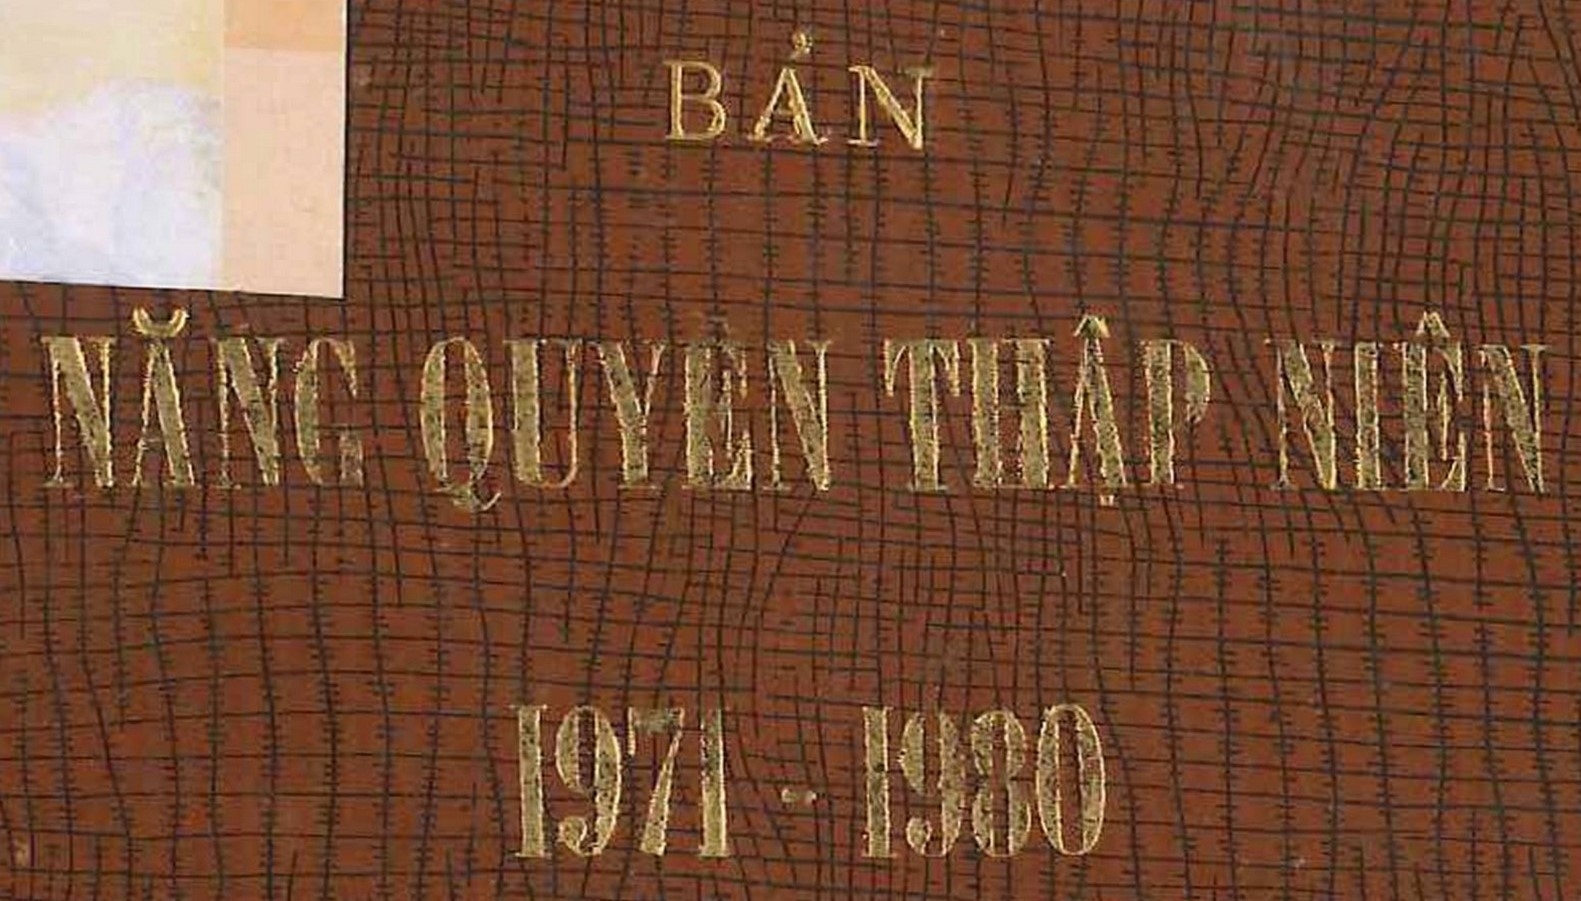 BẢN
NĂNG QUYỀN THẬP NIÊN
1971 - 1980